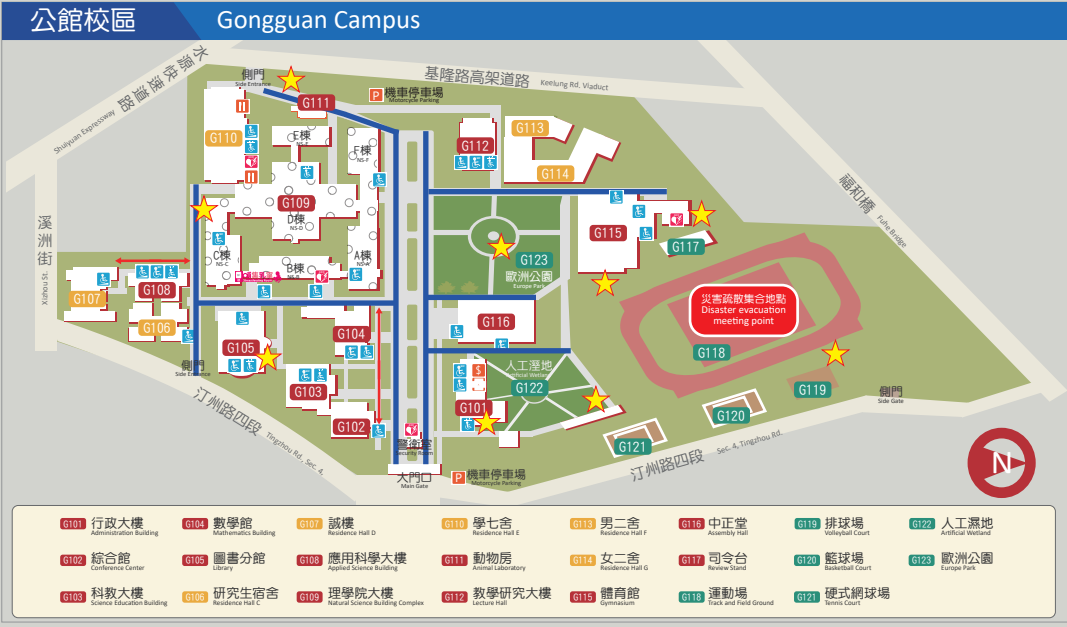 公館校區 Gongguan Campus
水源快速道路
Shuiyuan Expressway
側門
Side Entrance
基隆路高架道路 Keelung Rd. Viaduct
P 機車停車場
Motorcycle Parking
G111
G110
E棟
NS-E
F棟
NS-F
G112
G113
G114
福和橋 Fuhe Bridge
G109
D棟
NS-D
G115
G117
溪洲街
Xizhou St.
C棟
NS-C
B棟
NS-B
A棟
NS-A
G123
歐洲公園
Europe Park
G107
G108
G106
災害疏散集合地點
Disaster evacuation
meeting point
G116
G104
G105
G118
側門
Side Entrance
人工溼地
Artificial Wetland
G122
G103
G101
G102
G119
側門
Side Gate
G120
G121
汀州路四段 Tingzhou Rd., Sec. 4,
警衛室
Security Room
大門口
Main Gate
P 機車停車場
Motorcycle Parking
汀州路四段 Sec. 4, Tingzhou Rd.
N
G101 行政大樓
Administration Building
G104 數學館
Mathematics Building
G107 誠樓
Residence Hall D
G110 學七舍
Residence Hall E
G113 男二舍
Residence Hall F
G116 中正堂
Assembly Hall
G119 排球場
Volleyball Court
G122 人工濕地
Artificial Wetland
G102 綜合館
Conference Center
G105 圖書分館
Library
G108 應用科學大樓
Applied Science Building
G111 動物房
Animal Laboratory
G114 女二舍
Residence Hall G
G117 司令台
Review Stand
G120 籃球場
Basketball Court
G123 歐洲公園
Europe Park
G103 科教大樓
Science Education Building
G106 研究生宿舍
Residence Hall C
G109 理學院大樓
Natural Science Building Complex
G112 教學研究大樓
Lecture Hall
G115 體育館
Gymnasium
G118 運動場
Track and Field Ground
G121 硬式網球場
Tennis Court